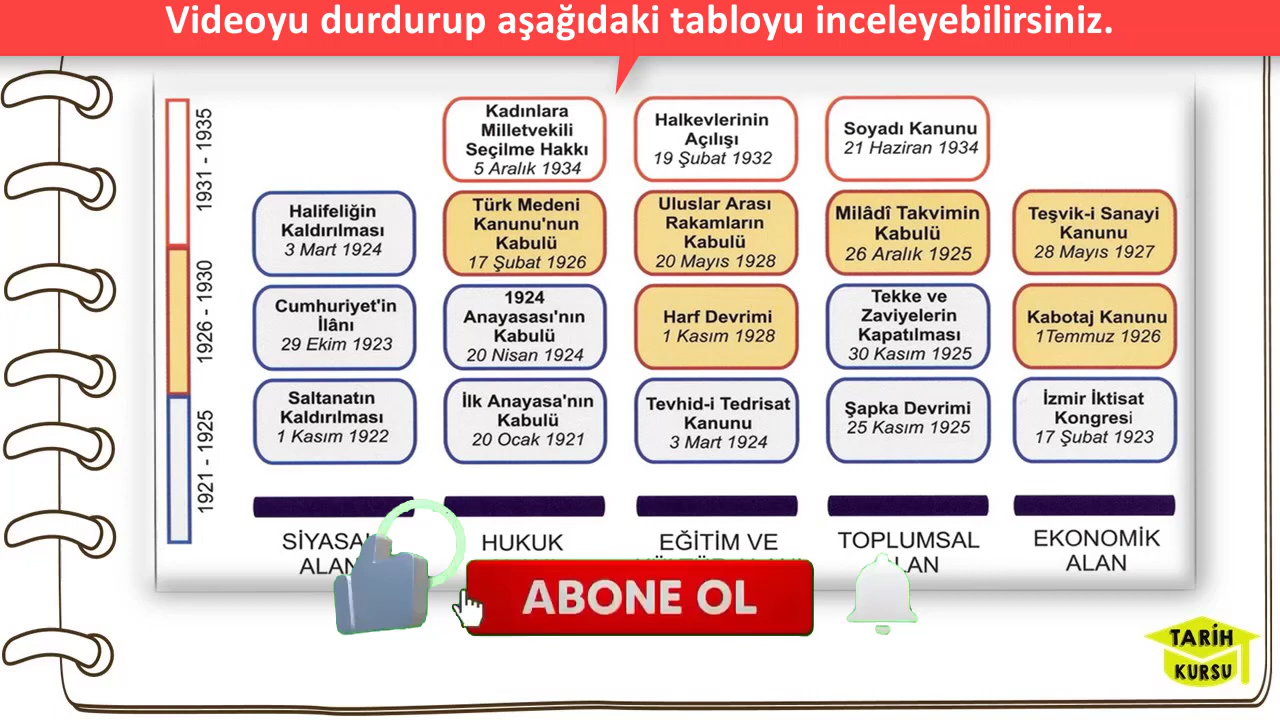 Videoyu durdurup aşağıdaki tabloyu inceleyebilirsiniz.
1931 - 1935
1926 - 1930
1921 - 1925
Kadınlara
Milletvekili
Seçilme Hakkı
5 Aralık 1934
Halkevlerinin
Açılışı
19 Şubat 1932
Soyadı Kanunu
21 Haziran 1934
Halifeliğin
Kaldırılması
3 Mart 1924
Türk Medeni
Kanunu'nun
Kabulü
17 Şubat 1926
Uluslar Arası
Rakamların
Kabulü
20 Mayıs 1928
Milâdî Takvimin
Kabulü
26 Aralık 1925
Teşvik-i Sanayi
Kanunu
28 Mayıs 1927
Cumhuriyet'in
İlânı
29 Ekim 1923
1924
Anayasası'nın
Kabulü
20 Nisan 1924
Harf Devrimi
1 Kasım 1928
Tekke ve
Zaviyelerin
Kapatılması
30 Kasım 1925
Kabotaj Kanunu
1Temmuz 1926
Saltanatın
Kaldırılması
1 Kasım 1922
İlk Anayasa'nın
Kabulü
20 Ocak 1921
Tevhid-i Tedrisat
Kanunu
3 Mart 1924
Şapka Devrimi
25 Kasım 1925
İzmir İktisat
Kongresi
17 Şubat 1923
SİYASAL
ALAN
HUKUK
EĞİTİM VE
TOPLUMSAL
ALAN
EKONOMİK
ALAN
ABONE OL
TARİH
KURSU